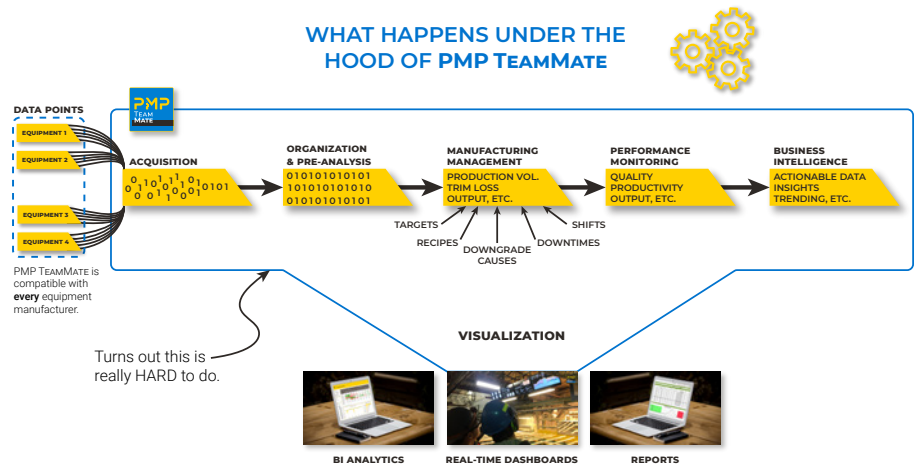 WHAT HAPPENS UNDER THE
HOOD OF PMP TEAMMATE
PMP
TEAM
MATE
DATA POINTS
EQUIPMENT 1
EQUIPMENT 2
EQUIPMENT 3
EQUIPMENT 4
PMP TEAMMATE is
compatible with
every equipment
manufacturer.
ACQUISITION
ORGANIZATION
& PRE-ANALYSIS
010101010101
101010101010
010101010101
MANUFACTURING
MANAGEMENT
PRODUCTION VOL.
TRIM LOSS
OUTPUT, ETC.
TARGETS
RECIPES
DOWNGRADE
CAUSES
DOWNTIMES
SHIFTS
PERFORMANCE
MONITORING
QUALITY
PRODUCTIVITY
OUTPUT, ETC.
BUSINESS
INTELLIGENCE
ACTIONABLE DATA
INSIGHTS
TRENDING, ETC.
Turns out this is
really HARD to do.
VISUALIZATION
BI ANALYTICS
REAL-TIME DASHBOARDS
REPORTS